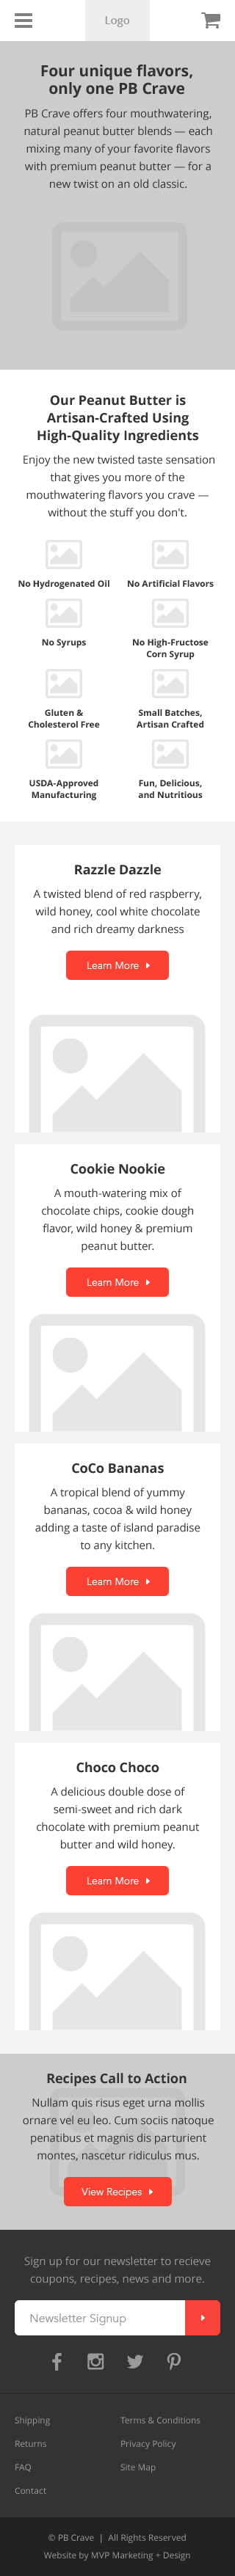 Logo
Four unique flavors,
only one PB Crave
PB Crave offers four mouthwatering,
natural peanut butter blends — each
mixing many of your favorite flavors
with premium peanut butter — for a
new twist on an old classic.
Our Peanut Butter is
Artisan-Crafted Using
High-Quality Ingredients
Enjoy the new twisted taste sensation
that gives you more of the
mouthwatering flavors you crave —
without the stuff you don't.
No Hydrogenated Oil
No Artificial Flavors
No Syrups
No High-Fructose
Corn Syrup
Gluten &
Cholesterol Free
Small Batches,
Artisan Crafted
USDA-Approved
Manufacturing
Fun, Delicious,
and Nutritious
Razzle Dazzle
A twisted blend of red raspberry,
wild honey, cool white chocolate
and rich dreamy darkness
Learn More
Cookie Nookie
A mouth-watering mix of
chocolate chips, cookie dough
flavor, wild honey & premium
peanut butter.
Learn More
CoCo Bananas
A tropical blend of yummy
bananas, cocoa & wild honey
adding a taste of island paradise
to any kitchen.
Learn More
Choco Choco
A delicious double dose of
semi-sweet and rich dark
chocolate with premium peanut
butter and wild honey.
Learn More
Recipes Call to Action
Nullam quis risus eget urna mollis
ornare vel eu leo. Cum sociis natoque
penatibus et magnis dis parturient
montes, nascetur ridiculus mus.
View Recipes
Sign up for our newsletter to recieve
coupons, recipes, news and more.
Newsletter Signup
Shipping
Terms & Conditions
Returns
Privacy Policy
FAQ
Site Map
Contact
© PB Crave | All Rights Reserved
Website by MVP Marketing + Design